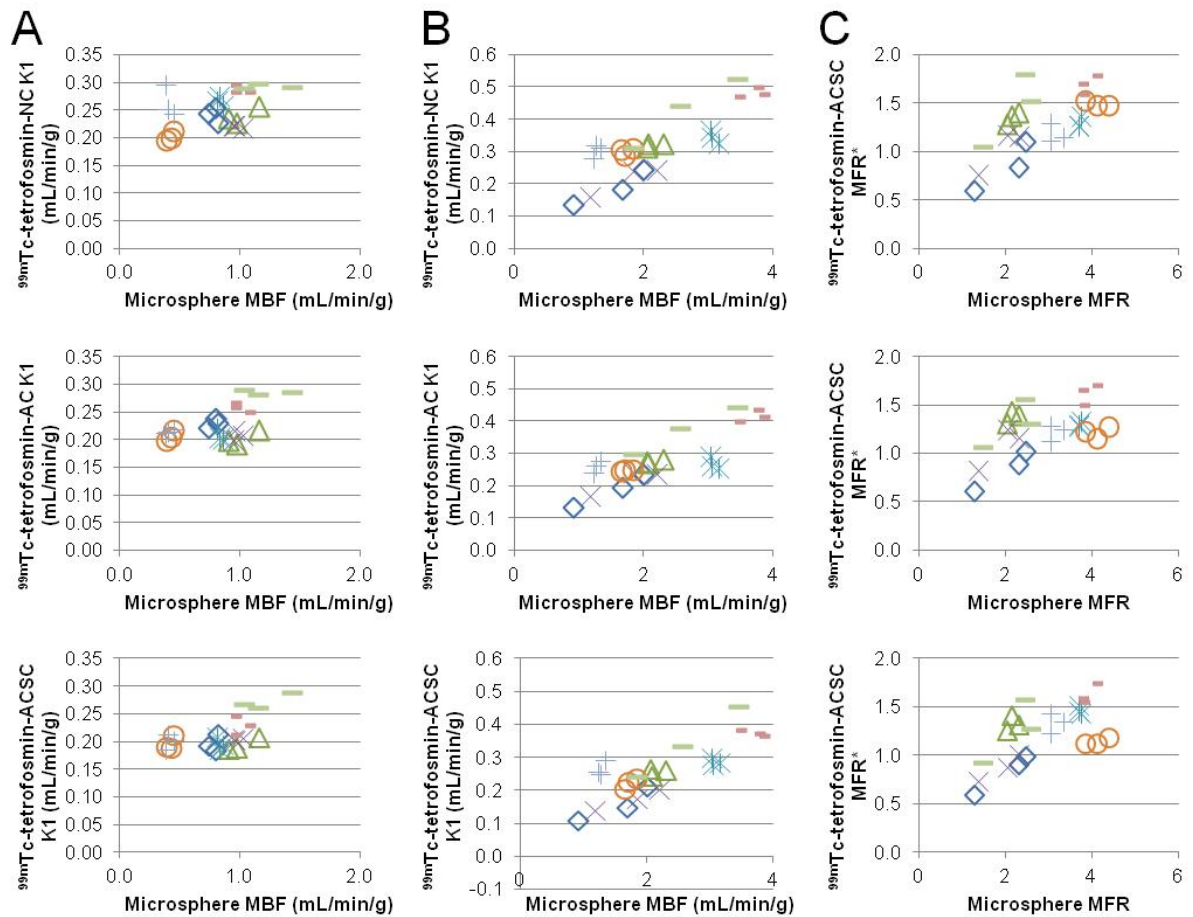 A B C
⁹⁹ᵐTc-tetrofosmin-NC K1
(mL/min/g)
0.35
0.30
0.25
0.20
0.15
0.10
0.05
0.00
0.0 1.0 2.0
Microsphere MBF (mL/min/g)
⁹⁹ᵐTc-tetrofosmin-NC K1
(mL/min/g)
0.6
0.5
0.4
0.3
0.2
0.1
0.0
0 2 4
Microsphere MBF (mL/min/g)
⁹⁹ᵐTc-tetrofosmin-ACSC
MFR*
2.0
1.5
1.0
0.5
0.0
0 2 4 6
Microsphere MFR
⁹⁹ᵐTc-tetrofosmin-AC K1
(mL/min/g)
0.35
0.30
0.25
0.20
0.15
0.10
0.05
0.00
0.0 1.0 2.0
Microsphere MBF (mL/min/g)
⁹⁹ᵐTc-tetrofosmin-AC K1
(mL/min/g)
0.6
0.5
0.4
0.3
0.2
0.1
0.0
0 2 4
Microsphere MBF (mL/min/g)
⁹⁹ᵐTc-tetrofosmin-ACSC
MFR*
2.0
1.5
1.0
0.5
0.0
0 2 4 6
Microsphere MFR
⁹⁹ᵐTc-tetrofosmin-ACSC
K1 (mL/min/g)
0.35
0.30
0.25
0.20
0.15
0.10
0.05
0.00
0.0 1.0 2.0
Microsphere MBF (mL/min/g)
⁹⁹ᵐTc-tetrofosmin-ACSC
K1 (mL/min/g)
0.6
0.5
0.4
0.3
0.2
0.1
0.0
-0.1
0 2 4
Microsphere MBF (mL/min/g)
⁹⁹ᵐTc-tetrofosmin-ACSC
MFR*
2.0
1.5
1.0
0.5
0.0
0 2 4 6
Microsphere MFR